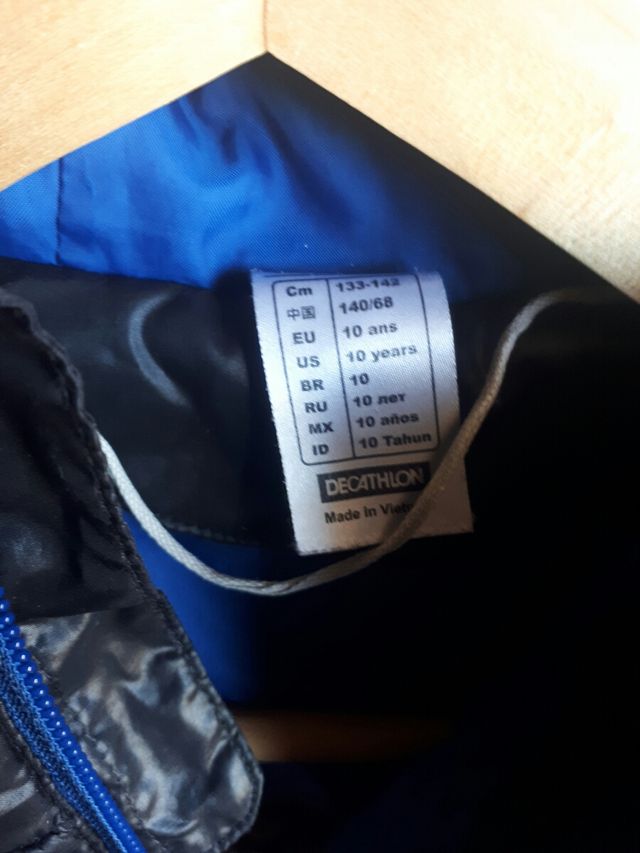 Cm 133-142
中国 140/68
EU 10 ans
US 10 years
BR 10
RU 10 лет
MX 10 años
ID 10 Tahun
DECATHLON
Made In